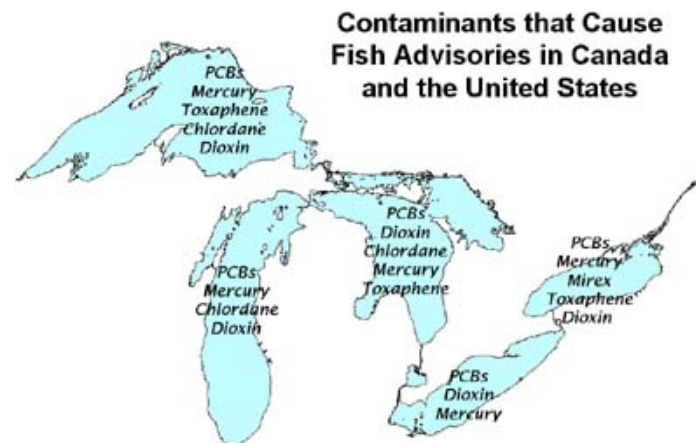 Contaminants that Cause
Fish Advisories in Canada
and the United States
PCBs
Mercury
Toxaphene
Chlordane
Dioxin
PCBs
Mercury
Chlordane
Dioxin
PCBs
Dioxin
Chlordane
Mercury
Toxaphene
PCBs
Dioxin
Mercury
PCBs
Mercury
Mirex
Toxaphene
Dioxin